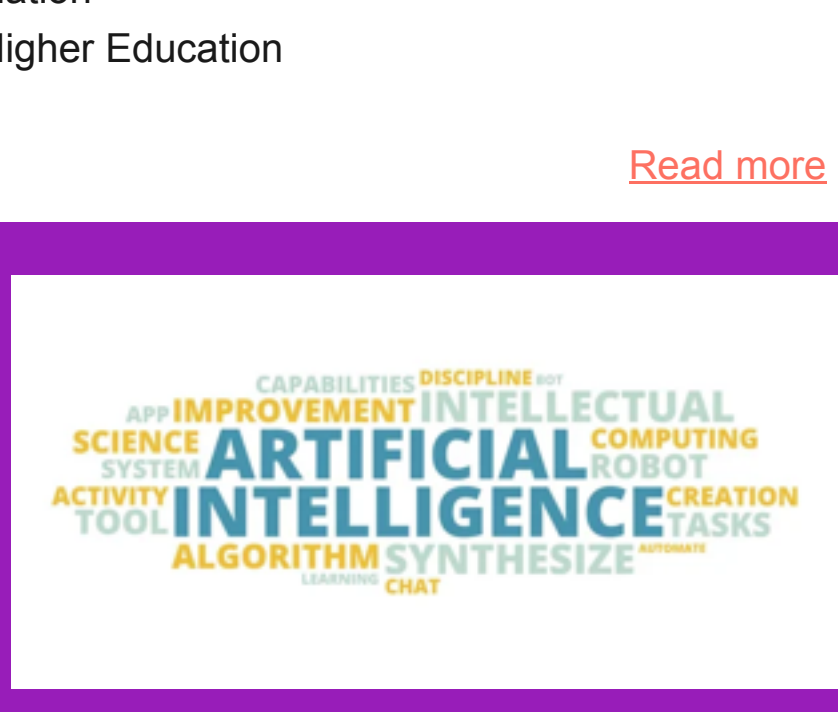 Higher Education
Read more
CAPABILITIES DISCIPLINE BOT
APP IMPROVEMENT INTELLECTUAL
SCIENCE ARTIFICIAL COMPUTING
SYSTEM ROBOT
ACTIVITY INTELLIGENCE CREATION
TOOL TASKS
ALGORITHM SYNTHESIZE AUTOMATE
LEARNING CHAT